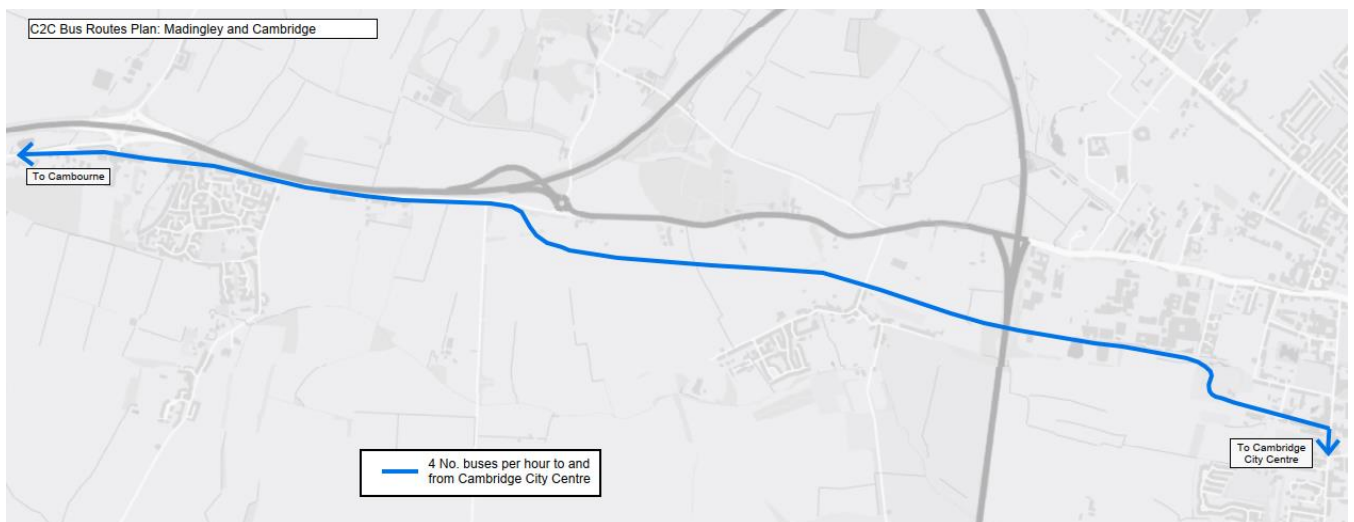 C2C Bus Routes Plan: Madingley and Cambridge
To Cambourne
4 No. buses per hour to and
from Cambridge City Centre
To Cambridge
City Centre